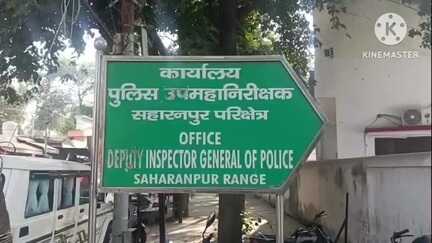 KINEMASTER
कार्यालय
पुलिस उपमहानिरीक्षक
सहारनपुर परिक्षेत्र
OFFICE
DEPUTY INSPECTOR GENERAL OF POLICE
SAHARANPUR RANGE